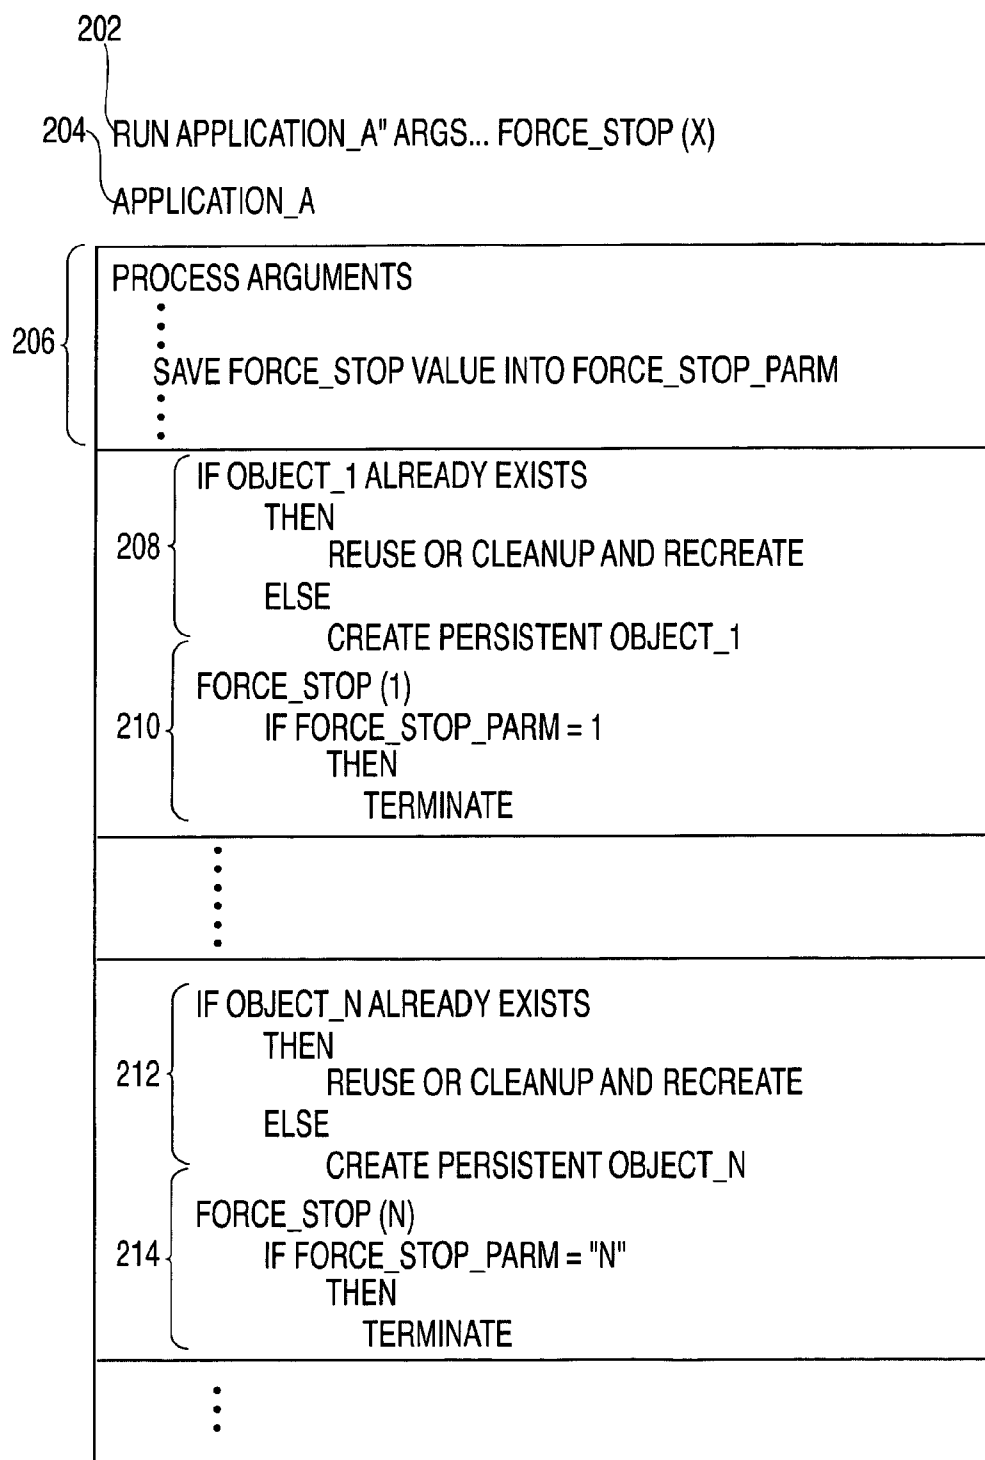 202
204 RUN APPLICATION_A" ARGS... FORCE_STOP (X)
APPLICATION_A
PROCESS ARGUMENTS
206
SAVE FORCE_STOP VALUE INTO FORCE_STOP_PARM
IF OBJECT_1 ALREADY EXISTS
THEN
208
REUSE OR CLEANUP AND RECREATE
ELSE
CREATE PERSISTENT OBJECT_1
FORCE_STOP (1)
210 IF FORCE_STOP_PARM = 1
THEN
TERMINATE
IF OBJECT_N ALREADY EXISTS
THEN
212 REUSE OR CLEANUP AND RECREATE
ELSE
CREATE PERSISTENT OBJECT_N
FORCE_STOP (N)
214 IF FORCE_STOP_PARM = "N"
THEN
TERMINATE